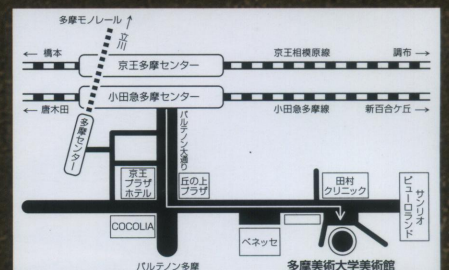 多摩モノレール
立川
← 橋本
京王多摩センター
京王相模原線
調布 →
← 唐木田
小田急多摩センター
小田急多摩線
新百合ケ丘 →
多摩センター
パルテノン大通り
京王
プラザ
ホテル
丘の上
プラザ
田村
クリニック
サンリオ
ピューロランド
COCOLIA
ベネッセ
パルテノン多摩
多摩美術大学美術館